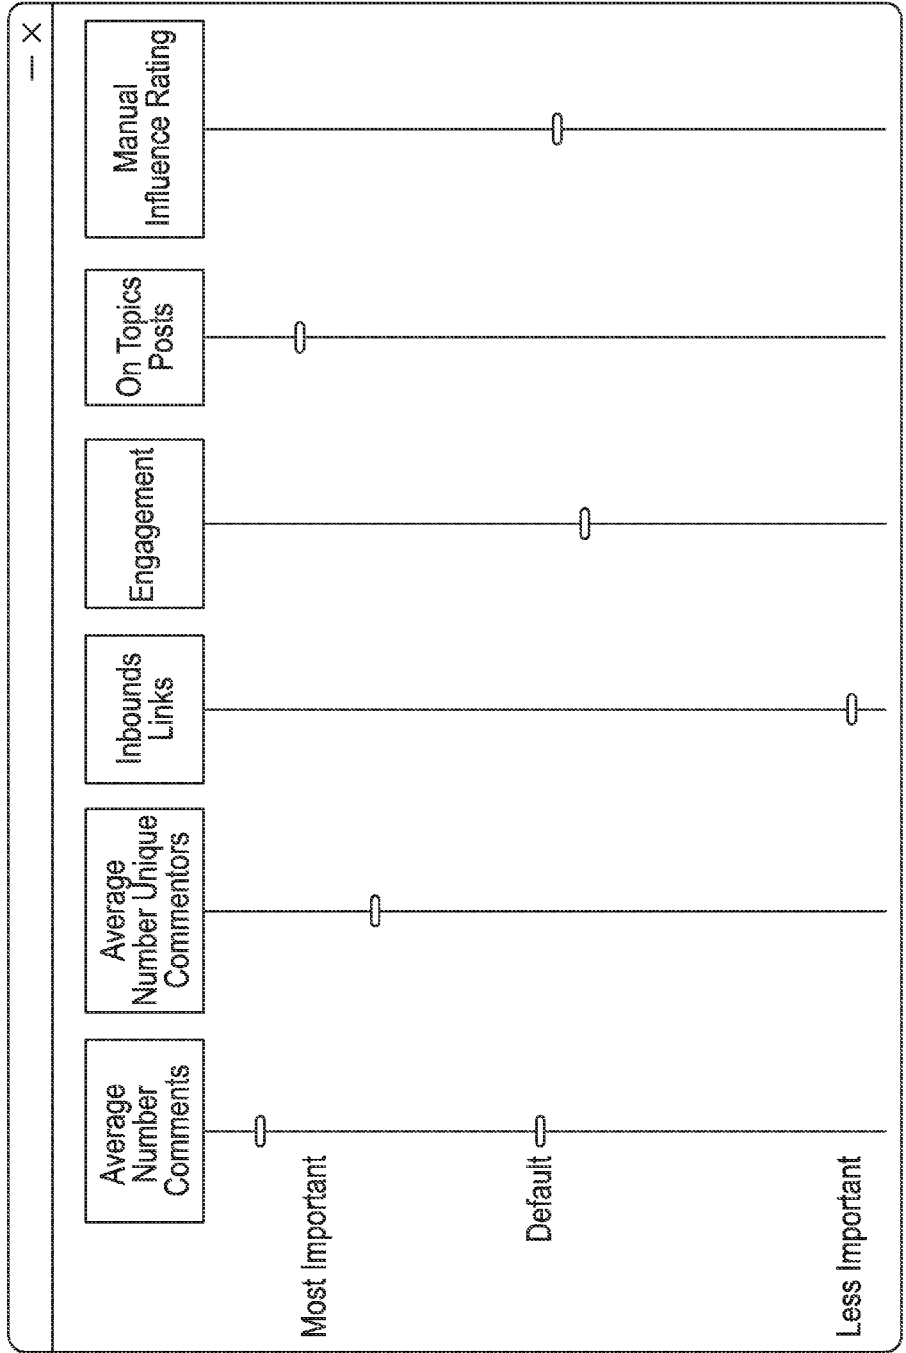 Average
Number
Comments
Average
Number Unique
Commentors
Inbounds
Links
Engagement
On Topics
Posts
Manual
Influence Rating
Most Important
Default
Less Important